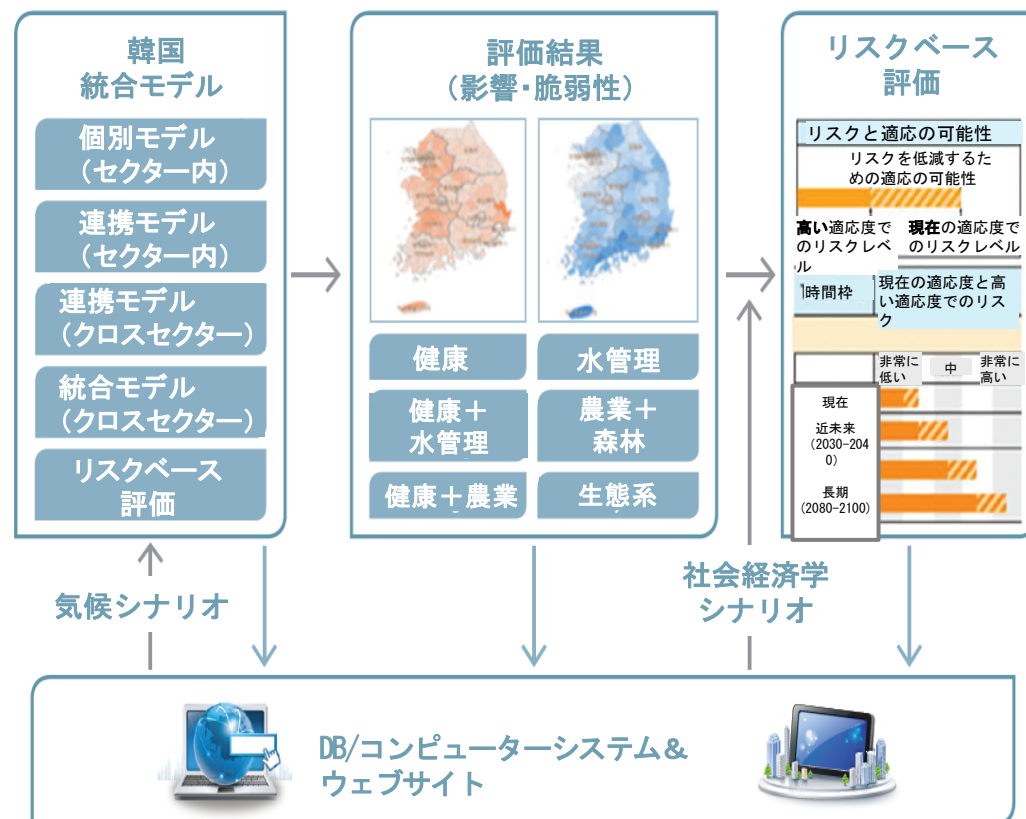 韓国
統合モデル
個別モデル
（セクター内）
連携モデル
（セクター内）
連携モデル
（クロスセクター）
統合モデル
（クロスセクター）
リスクベース
評価
評価結果
（影響・脆弱性）
健康
水管理
健康＋
水管理
農業＋
森林
健康＋農業
生態系
リスクベース
評価
リスクと適応の可能性
リスクを低減するた
めの適応の可能性
高い適応度で
のリスクレベ
ル
現在の適応度で
のリスクレベル
時間枠
現在の適応度と高
い適応度でのリス
ク
非常に
低い
中
非常に
高い
現在
近未来
(2030-204
0)
長期
(2080-2100)
気候シナリオ
社会経済学
シナリオ
DB/コンピューターシステム＆
ウェブサイト